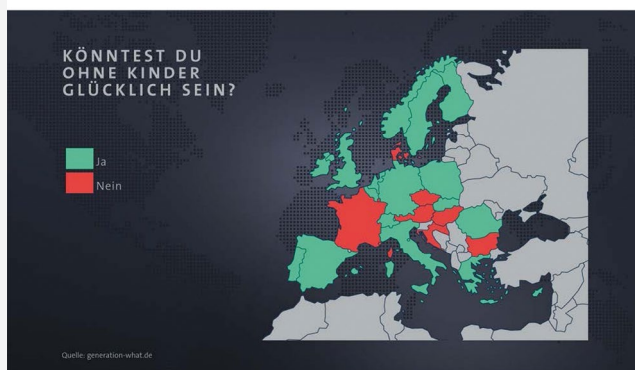 KÖNNTEST DU
OHNE KINDER
GLÜCKLICH SEIN?
Ja
Nein
Quelle: generation-what.de